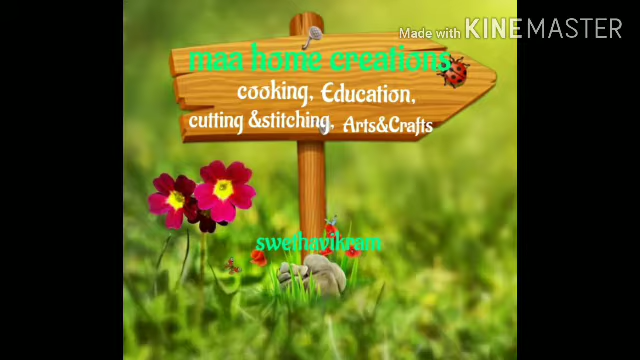 Made with KINEMASTER
maa home creations
cooking, Education,
cutting &stitching, Arts&Crafts
swethavikram